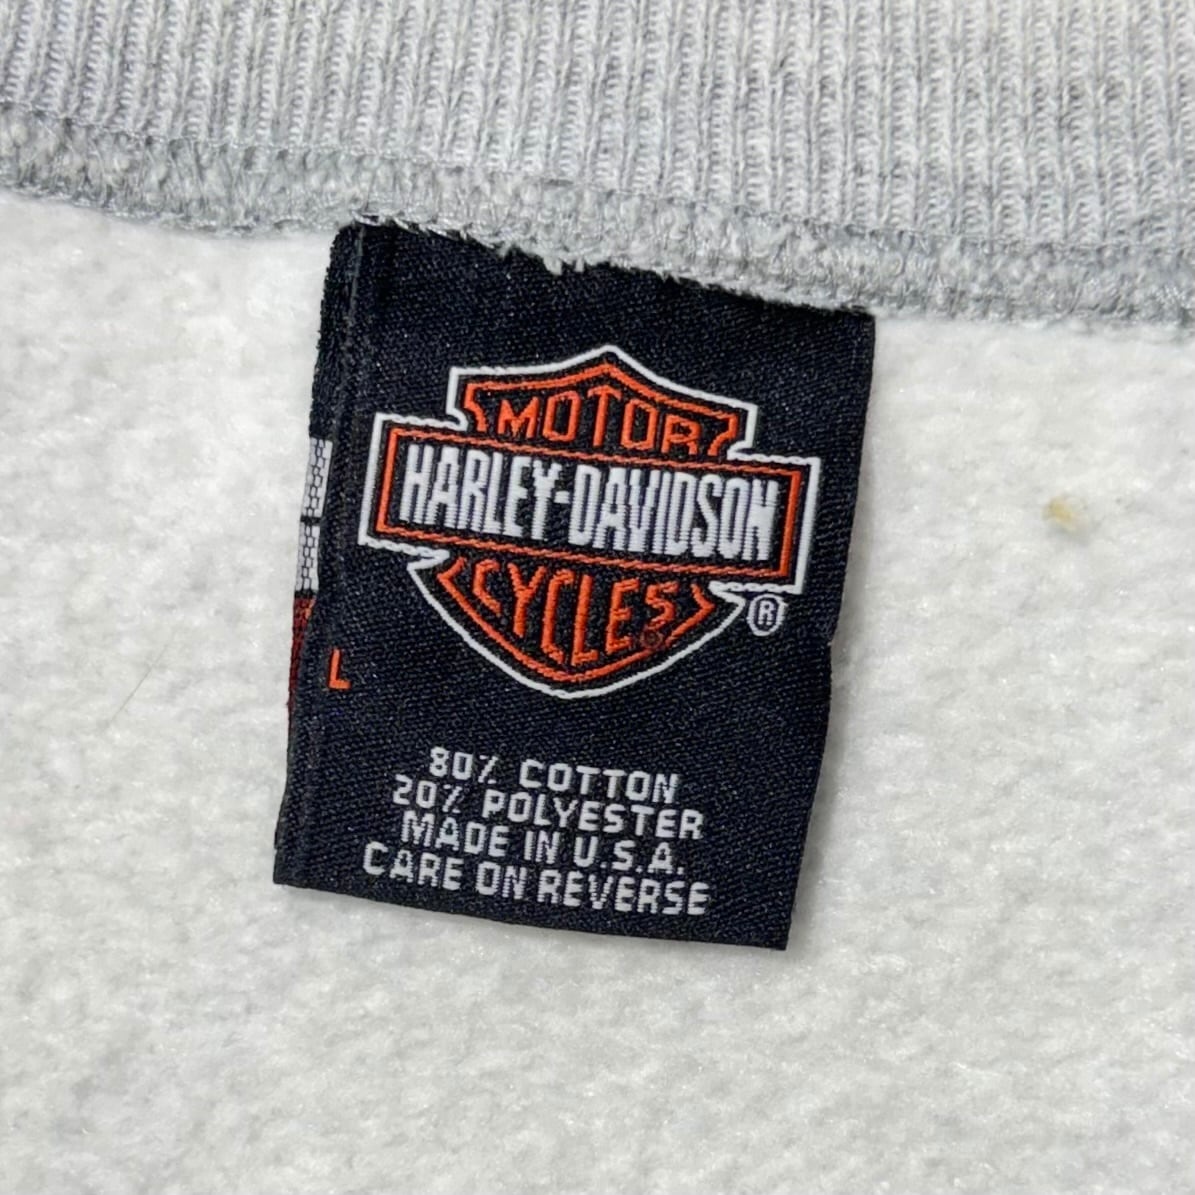 MOTOR
HARLEY-DAVIDSON
CYCLES
®
L
80% COTTON
20% POLYESTER
MADE IN U.S.A.
CARE ON REVERSE